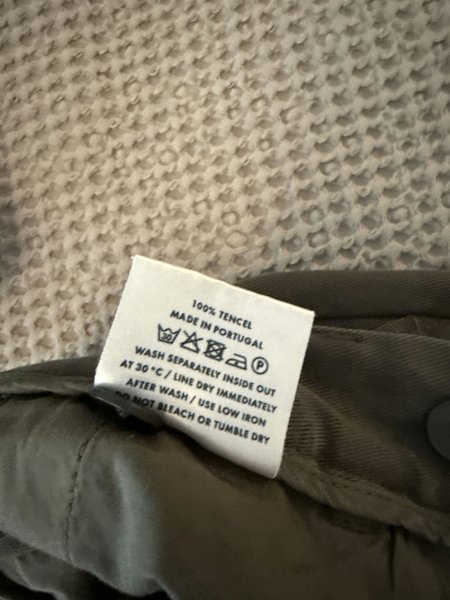 100% TENCEL
MADE IN PORTUGAL
30 P
WASH SEPARATELY INSIDE OUT
AT 30 °C / LINE DRY IMMEDIATELY
AFTER WASH / USE LOW IRON
DO NOT BLEACH OR TUMBLE DRY